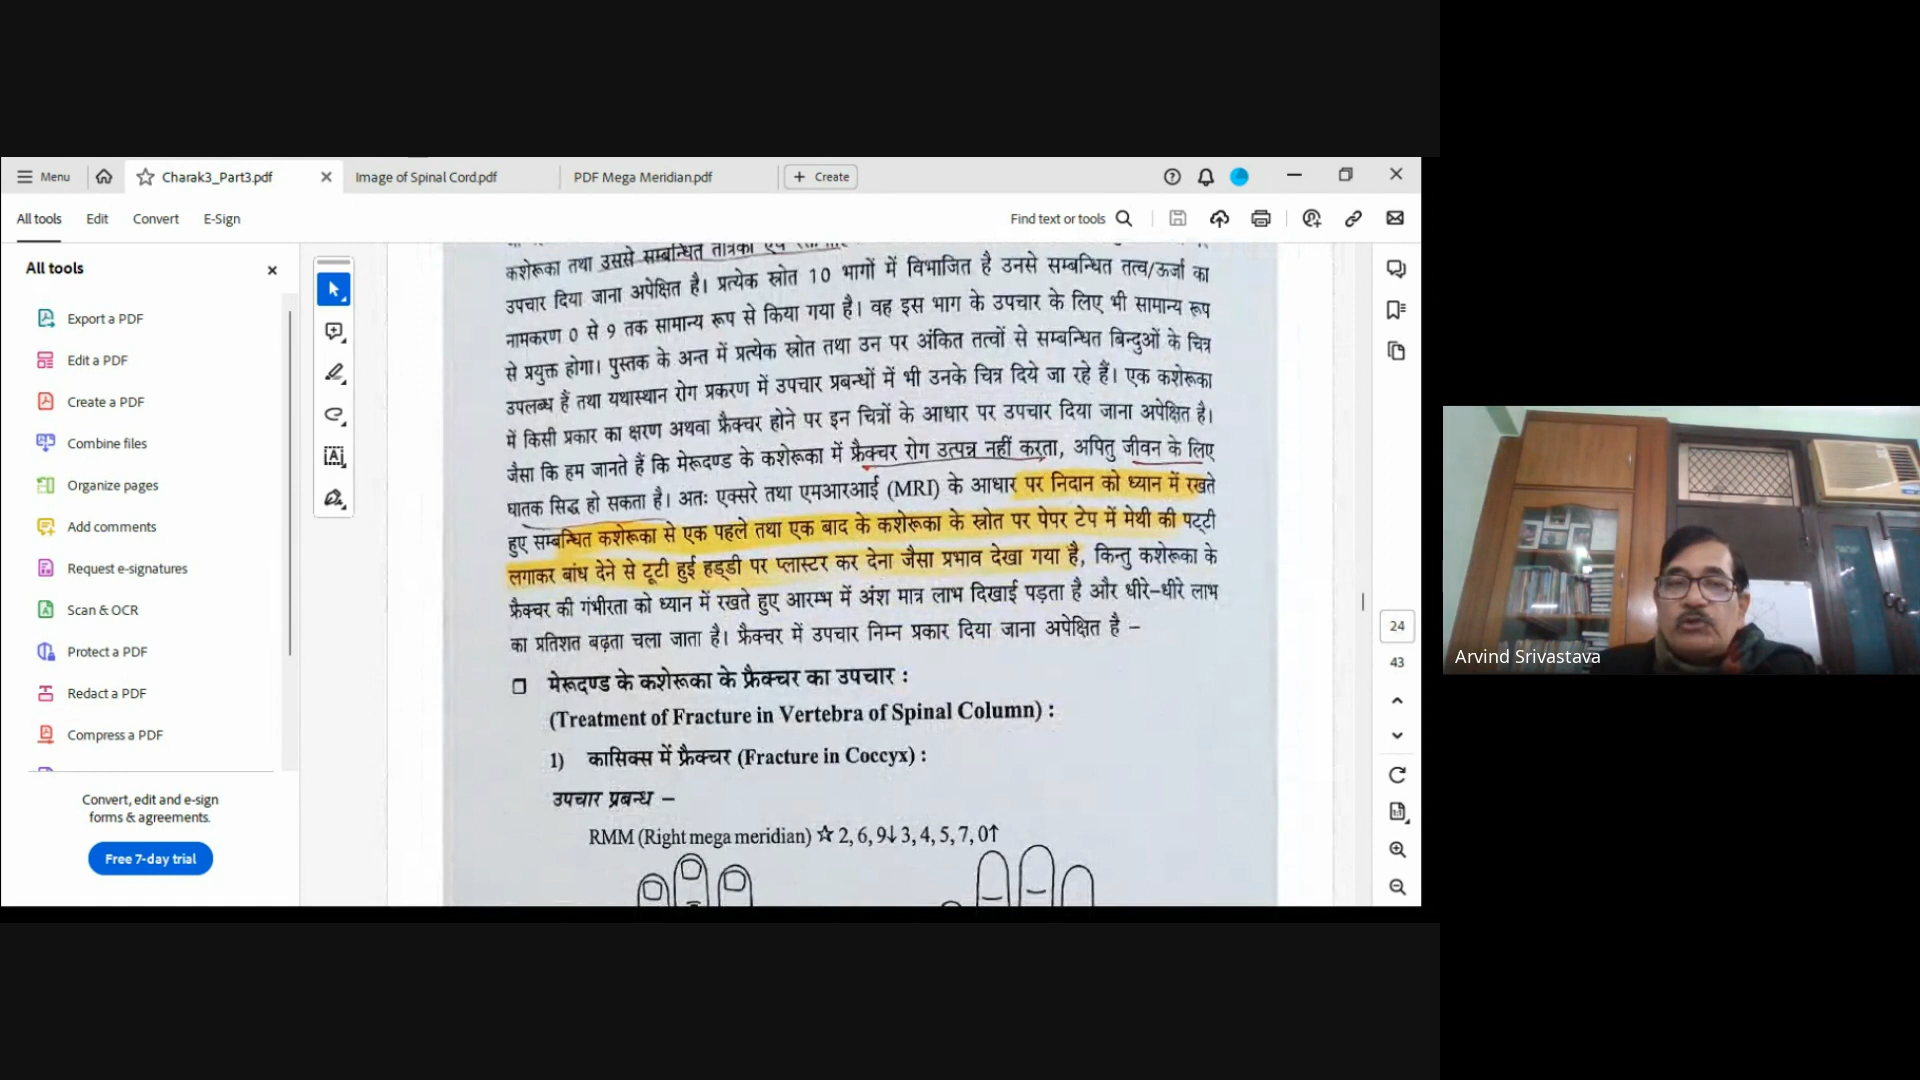 Menu
Charak3_Part3.pdf
Image of Spinal Cord.pdf
PDF Mega Meridian.pdf
Create
All tools
Edit
Convert
E-Sign
Find text or tools
All tools
Export a PDF
Edit a PDF
Create a PDF
Combine files
Organize pages
Add comments
Request e-signatures
Scan & OCR
Protect a PDF
Redact a PDF
Compress a PDF
Convert, edit and e-sign
forms & agreements.
Free 7-day trial
कशेरूका तथा उससे सम्बन्धित तंत्रिका एवं
उपचार दिया जाना अपेक्षित है। प्रत्येक स्रोत 10 भागों में विभाजित है उनसे सम्बन्धित तत्व/ऊर्जा का
नामकरण 0 से 9 तक सामान्य रूप से किया गया है। वह इस भाग के उपचार के लिए भी सामान्य रूप
से प्रयुक्त होगा। पुस्तक के अन्त में प्रत्येक स्रोत तथा उन पर अंकित तत्वों से सम्बन्धित बिन्दुओं के चित्र
उपलब्ध हैं तथा यथास्थान रोग प्रकरण में उपचार प्रबन्धों में भी उनके चित्र दिये जा रहे हैं। एक कशेरूका
में किसी प्रकार का क्षरण अथवा फ्रैक्चर होने पर इन चित्रों के आधार पर उपचार दिया जाना अपेक्षित है।
जैसा कि हम जानते हैं कि मेरूदण्ड के कशेरूका में फ्रैक्चर रोग उत्पन्न नहीं करता, अपितु जीवन के लिए
घातक सिद्ध हो सकता है। अतः एक्सरे तथा एमआरआई (MRI) के आधार पर निदान को ध्यान में रखते
हुए सम्बन्धित कशेरूका से एक पहले तथा एक बाद के कशेरूका के स्रोत पर पेपर टेप में मेथी की पट्टी
लगाकर बांध देने से टूटी हुई हड्डी पर प्लास्टर कर देना जैसा प्रभाव देखा गया है, किन्तु कशेरूका के
फ्रैक्चर की गंभीरता को ध्यान में रखते हुए आरम्भ में अंश मात्र लाभ दिखाई पड़ता है और धीरे-धीरे लाभ
का प्रतिशत बढ़ता चला जाता है। फ्रैक्चर में उपचार निम्न प्रकार दिया जाना अपेक्षित है –
❒ मेरूदण्ड के कशेरूका के फ्रैक्चर का उपचार :
(Treatment of Fracture in Vertebra of Spinal Column) :
1) कासिक्स में फ्रैक्चर (Fracture in Coccyx) :
उपचार प्रबन्ध –
RMM (Right mega meridian) ☆ 2, 6, 9↓ 3, 4, 5, 7, 0↑
24
43
Arvind Srivastava